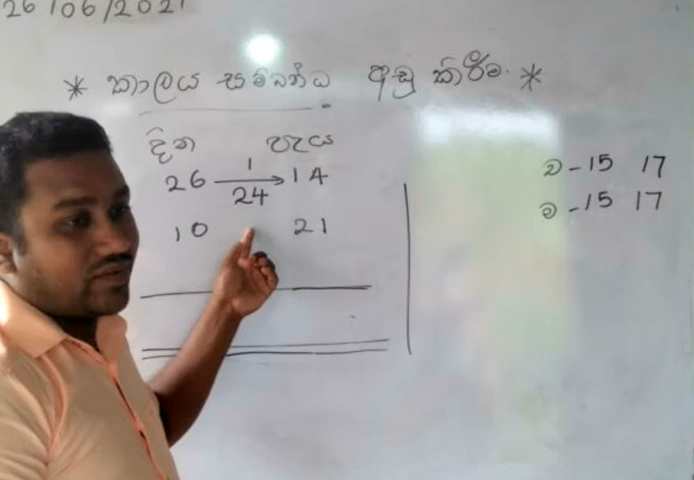 26/06/2021
* කාලය සම්බන්ධ අඩු කිරීම. *
දින පැය
26 1 14
24
10 21
ච - 15 17
ම - 15 17